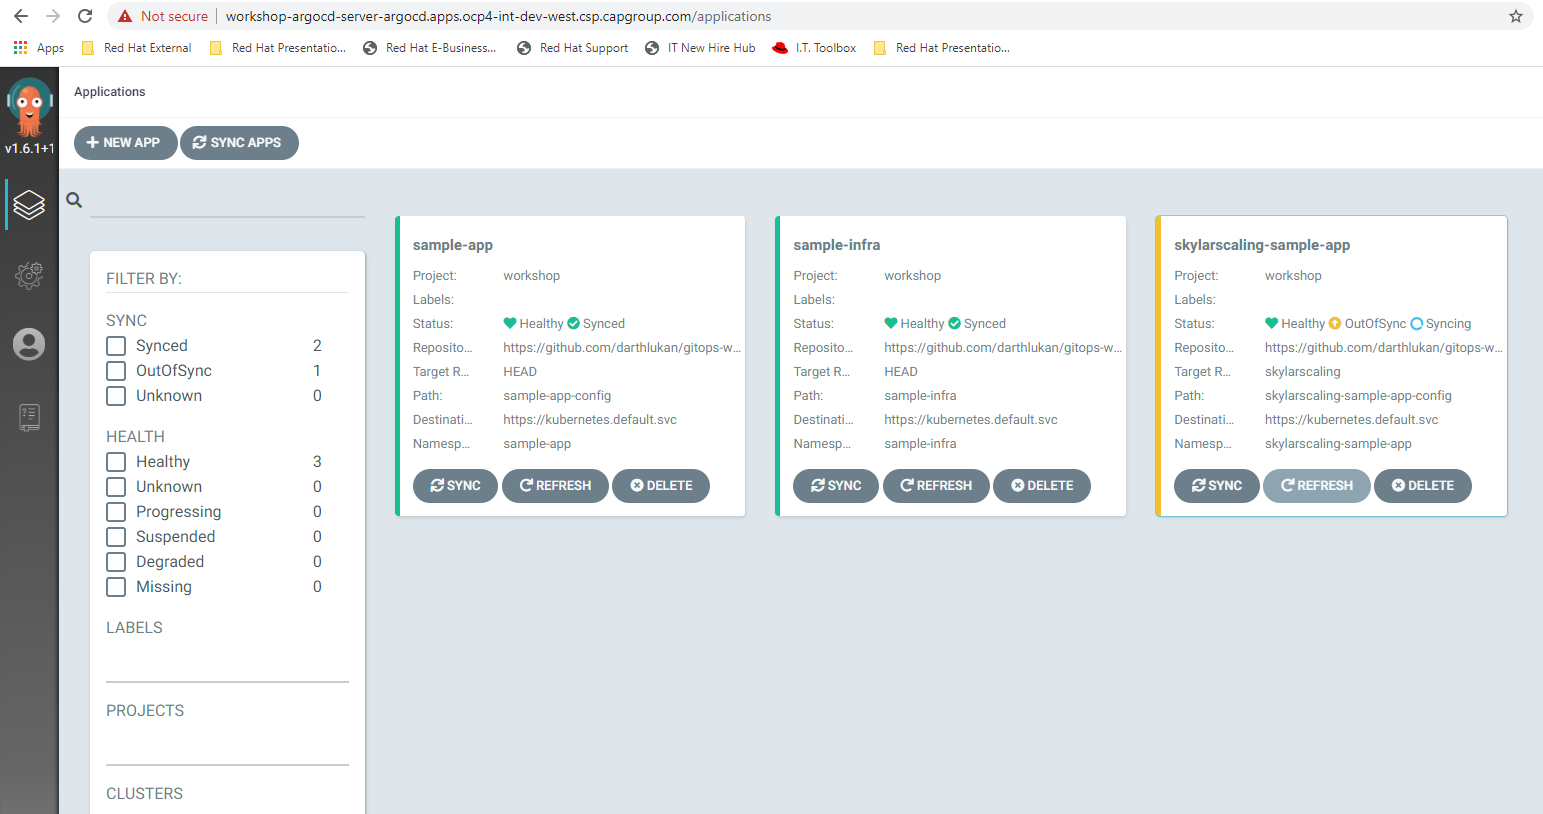 Not secure workshop-argocd-server-argocd.apps.ocp4-int-dev-west.csp.capgroup.com/applications
Apps Red Hat External Red Hat Presentatio... Red Hat E-Business... Red Hat Support IT New Hire Hub I.T. Toolbox Red Hat Presentatio...
v1.6.1+1
Applications
NEW APP SYNC APPS
FILTER BY:
SYNC
Synced 2
OutOfSync 1
Unknown 0
HEALTH
Healthy 3
Unknown 0
Progressing 0
Suspended 0
Degraded 0
Missing 0
LABELS
PROJECTS
CLUSTERS
sample-app
Project: workshop
Labels:
Status: Healthy Synced
Reposito... https://github.com/darthlukan/gitops-w...
Target R... HEAD
Path: sample-app-config
Destinati... https://kubernetes.default.svc
Namesp... sample-app
SYNC REFRESH DELETE
sample-infra
Project: workshop
Labels:
Status: Healthy Synced
Reposito... https://github.com/darthlukan/gitops-w...
Target R... HEAD
Path: sample-infra
Destinati... https://kubernetes.default.svc
Namesp... sample-infra
SYNC REFRESH DELETE
skylarscaling-sample-app
Project: workshop
Labels:
Status: Healthy OutOfSync Syncing
Reposito... https://github.com/darthlukan/gitops-w...
Target R... skylarscaling
Path: skylarscaling-sample-app-config
Destinati... https://kubernetes.default.svc
Namesp... skylarscaling-sample-app
SYNC REFRESH DELETE